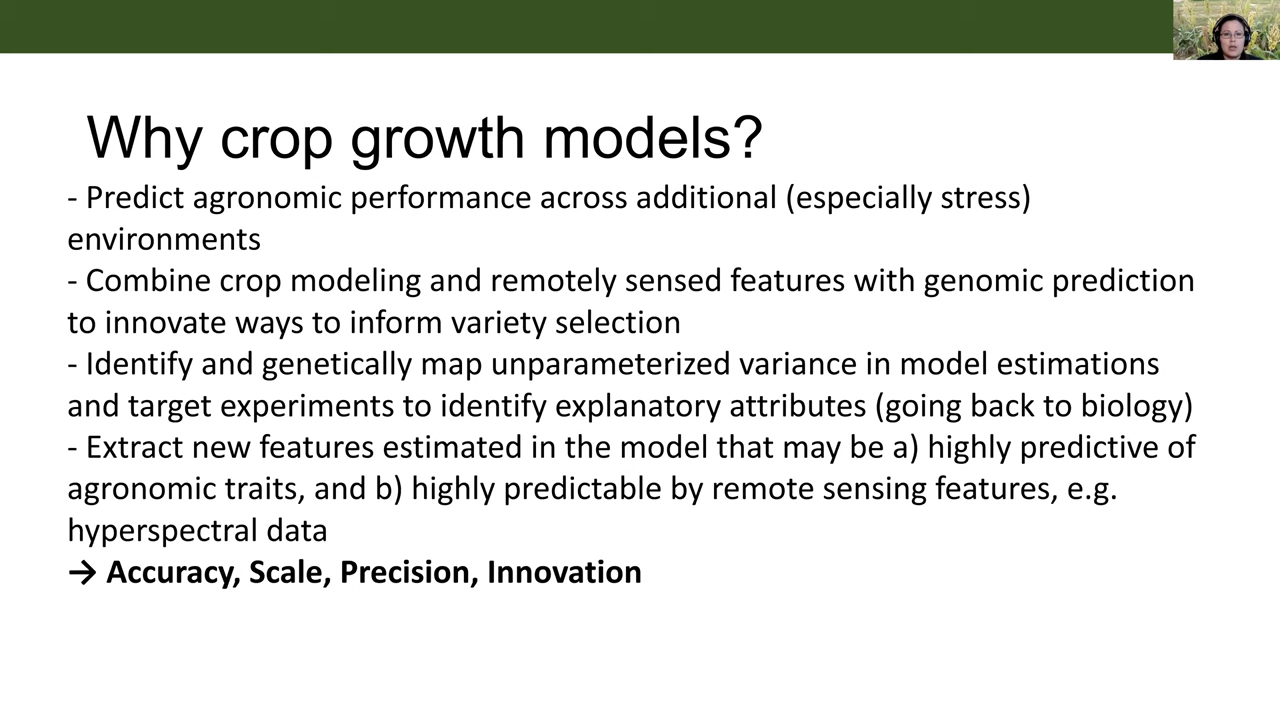 Why crop growth models?
- Predict agronomic performance across additional (especially stress)
environments
- Combine crop modeling and remotely sensed features with genomic prediction
to innovate ways to inform variety selection
- Identify and genetically map unparameterized variance in model estimations
and target experiments to identify explanatory attributes (going back to biology)
- Extract new features estimated in the model that may be a) highly predictive of
agronomic traits, and b) highly predictable by remote sensing features, e.g.
hyperspectral data
→ Accuracy, Scale, Precision, Innovation